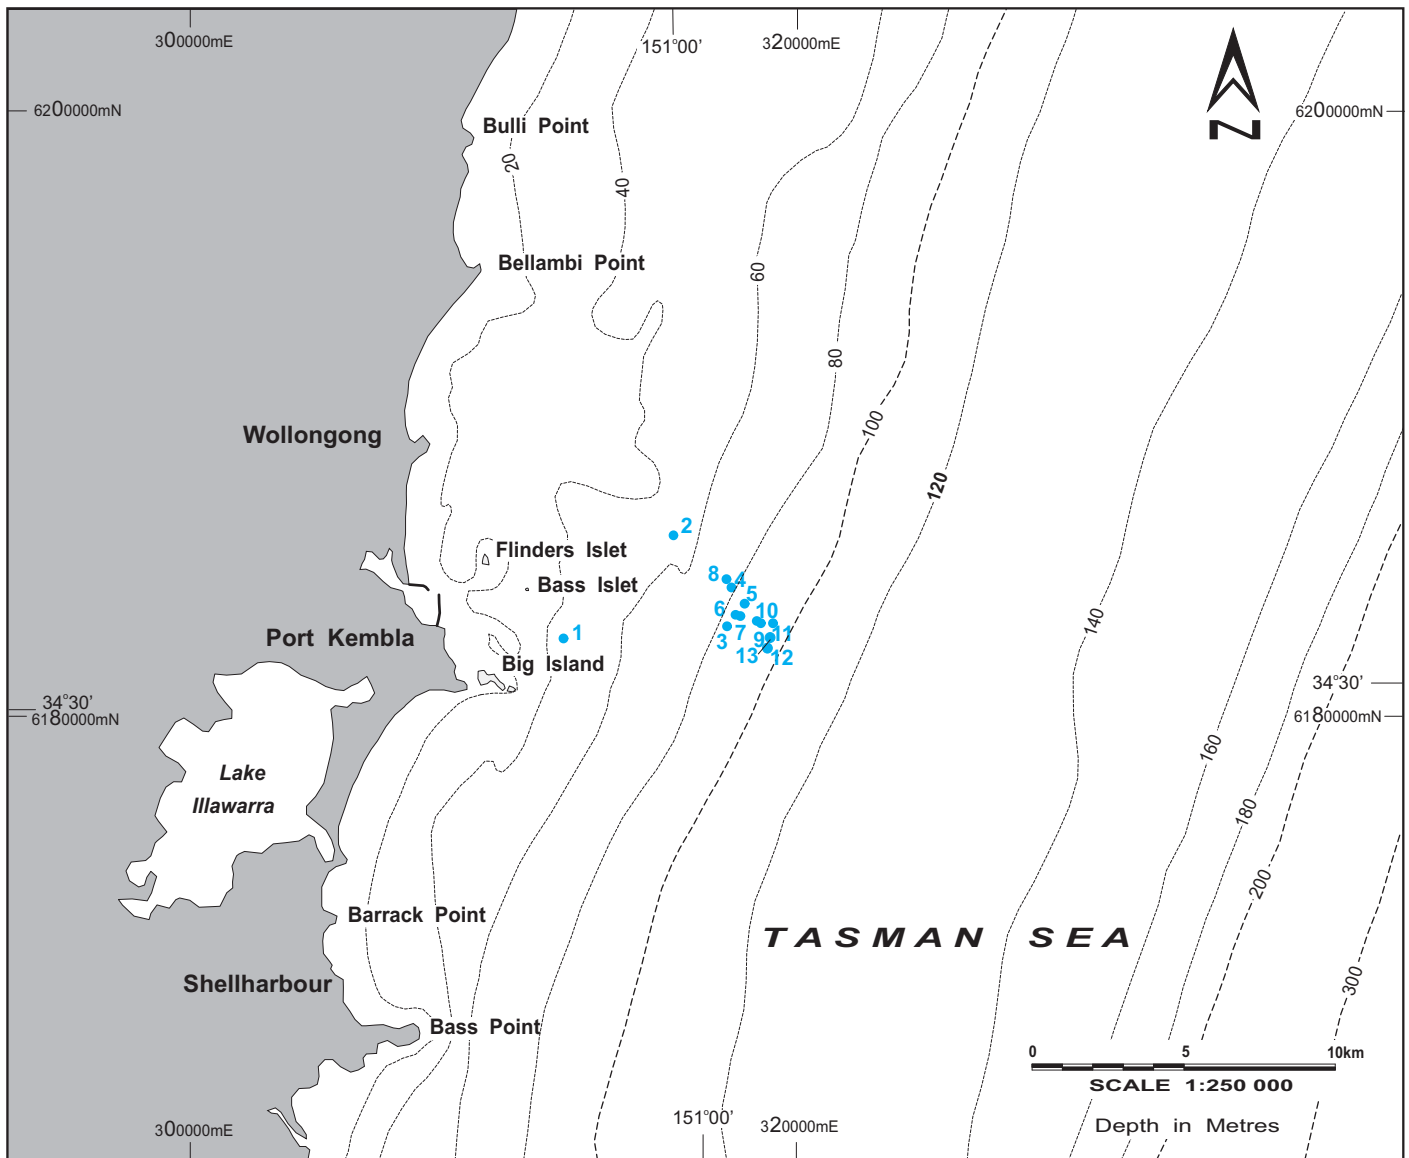 300000mE
151°00'
320000mE
6200000mN
6200000mN
N
Bulli Point
20
40
Bellambi Point
60
80
100
Wollongong
120
2
Flinders Islet
8
4
Bass Islet
5
6
10
140
1
Port Kembla
3
7
9
11
13
12
Big Island
34°30'
34°30'
6180000mN
6180000mN
160
Lake
Illawarra
180
200
Barrack Point
TASMAN SEA
Shellharbour
300
Bass Point
0
5
10km
SCALE 1:250 000
151°00'
300000mE
320000mE
Depth in Metres